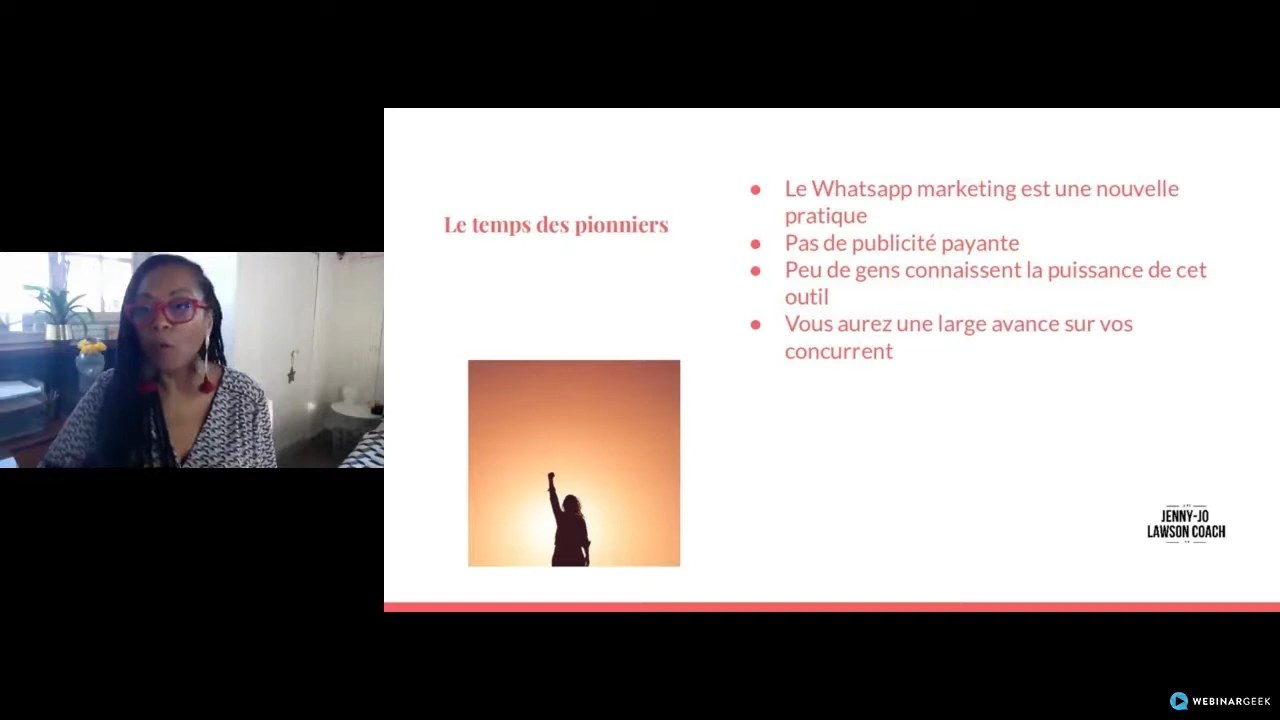 Le temps des pionniers
● Le Whatsapp marketing est une nouvelle
pratique
● Pas de publicité payante
● Peu de gens connaissent la puissance de cet
outil
● Vous aurez une large avance sur vos
concurrent
JENNY-JO
LAWSON COACH
WEBINARGEEK